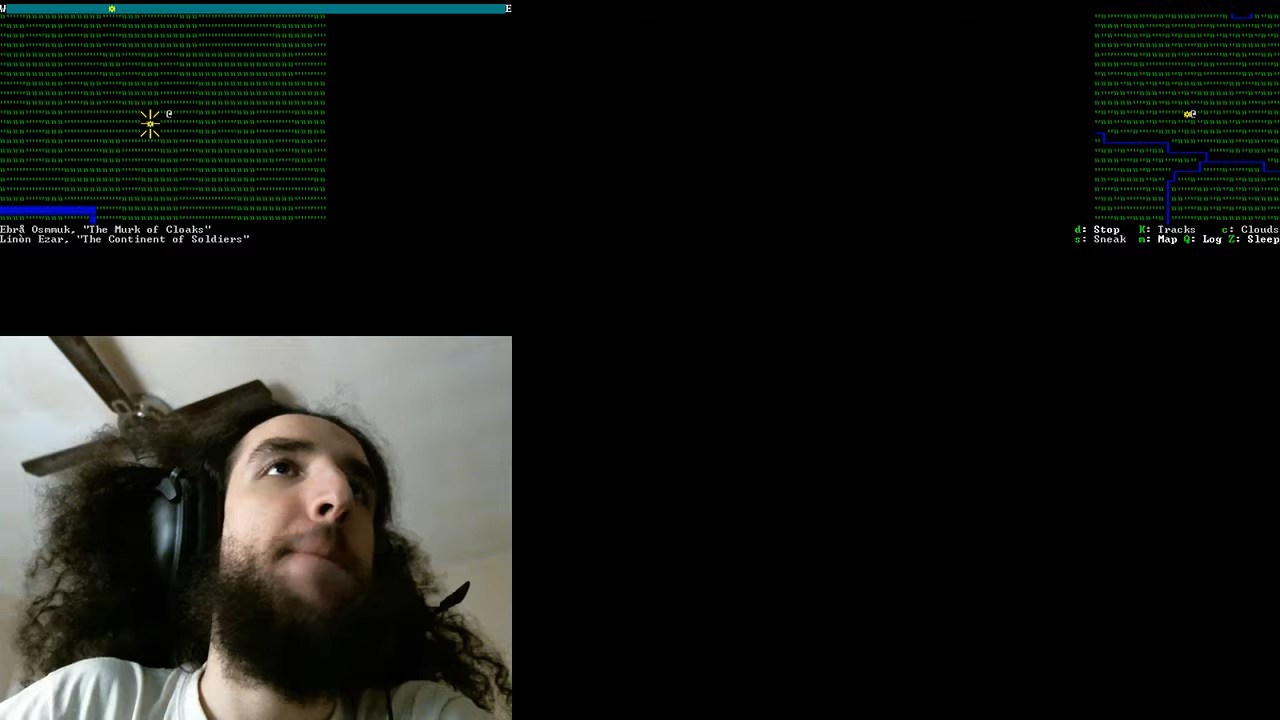 W E
Ebrå Osmmuk, "The Murk of Cloaks"
Linòn Ezar, "The Continent of Soldiers"
d: Stop K: Tracks c: Clouds
s: Sneak m: Map Q: Log Z: Sleep